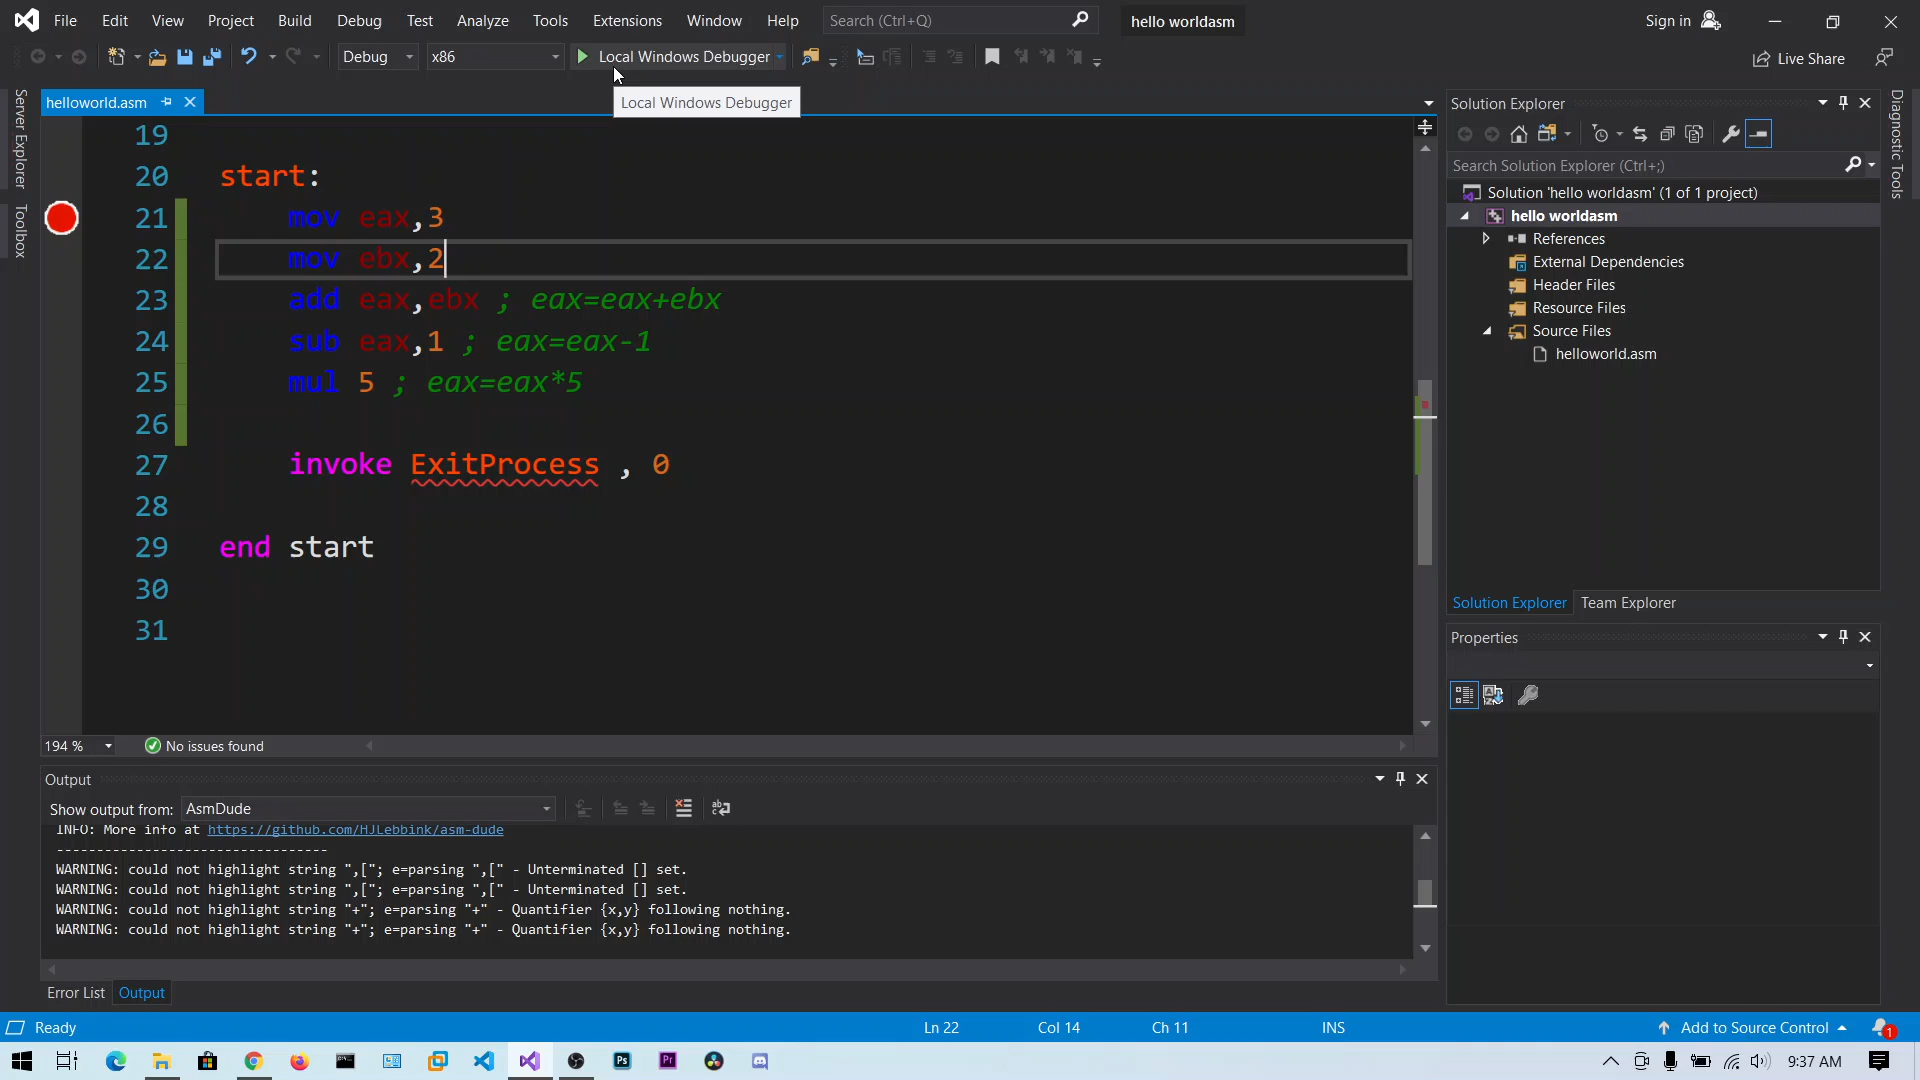 File Edit View Project Build Debug Test Analyze Tools Extensions Window Help Search (Ctrl+Q) hello worldasm Sign in
Debug x86 Local Windows Debugger Live Share
Local Windows Debugger
Server Explorer
Toolbox
helloworld.asm
19
20 start:
21 mov eax,3
22 mov ebx,2
23 add eax,ebx ; eax=eax+ebx
24 sub eax,1 ; eax=eax-1
25 mul 5 ; eax=eax*5
26
27 invoke ExitProcess , 0
28
29 end start
30
31
194 % No issues found
Output
Show output from: AsmDude
INFO: More info at https://github.com/HJLebbink/asm-dude
----------------------------------
WARNING: could not highlight string ",["; e=parsing ",[" - Unterminated [] set.
WARNING: could not highlight string ",["; e=parsing ",[" - Unterminated [] set.
WARNING: could not highlight string "+"; e=parsing "+" - Quantifier {x,y} following nothing.
WARNING: could not highlight string "+"; e=parsing "+" - Quantifier {x,y} following nothing.
Error List Output
Solution Explorer
Search Solution Explorer (Ctrl+;)
Solution 'hello worldasm' (1 of 1 project)
hello worldasm
References
External Dependencies
Header Files
Resource Files
Source Files
helloworld.asm
Solution Explorer Team Explorer
Properties
Diagnostic Tools
Ready Ln 22 Col 14 Ch 11 INS Add to Source Control 1
Ps Pr 9:37 AM